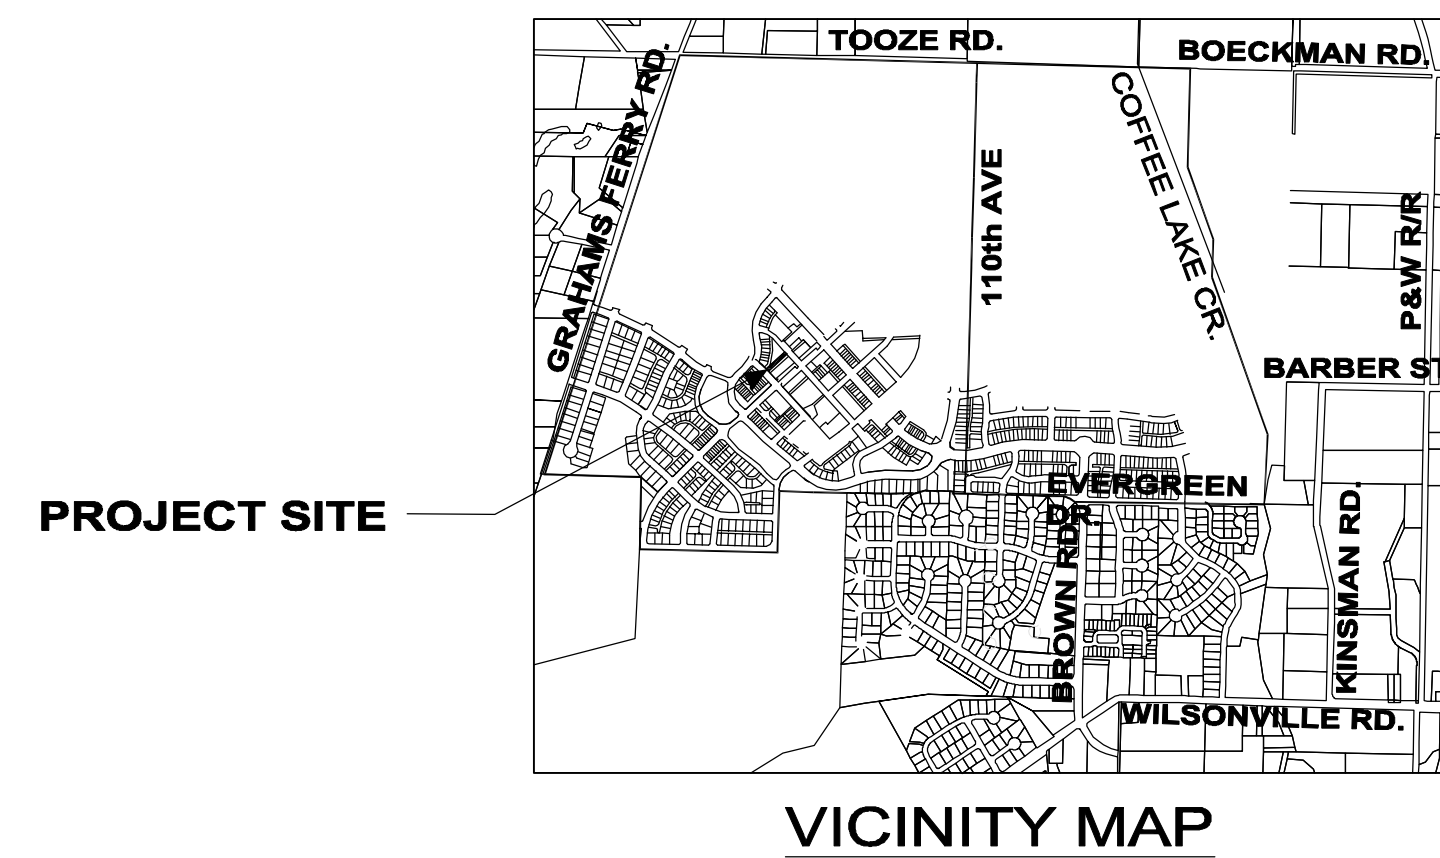 TOOZE RD.
BOECKMAN RD.
GRAHAMS FERRY RD.
110th AVE
COFFEE LAKE CR.
P&W R/R
BARBER ST
PROJECT SITE
EVERGREEN
DR.
BROWN RD.
KINSMAN RD.
WILSONVILLE RD.
VICINITY MAP